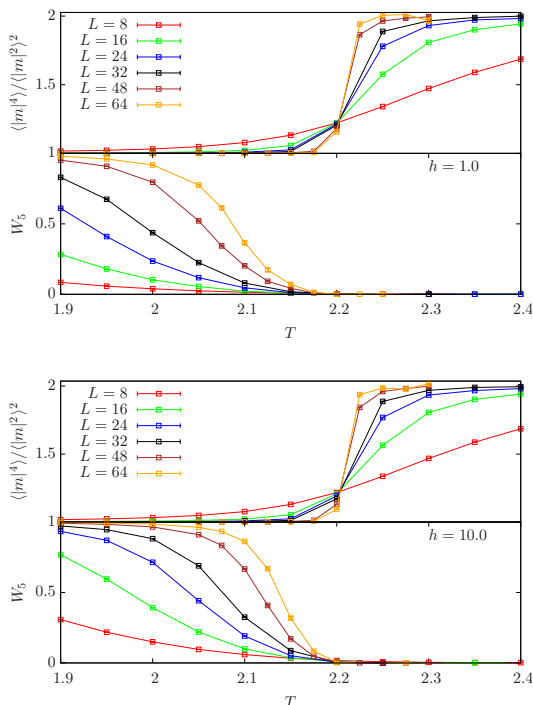 2
1.5
1
⟨|m|⁴⟩/⟨|m|²⟩²
L = 8
L = 16
L = 24
L = 32
L = 48
L = 64
h = 1.0
0.5
0
W₅
1.9 2 2.1 2.2 2.3 2.4
T
2
1.5
1
⟨|m|⁴⟩/⟨|m|²⟩²
L = 8
L = 16
L = 24
L = 32
L = 48
L = 64
h = 10.0
0.5
0
W₅
1.9 2 2.1 2.2 2.3 2.4
T